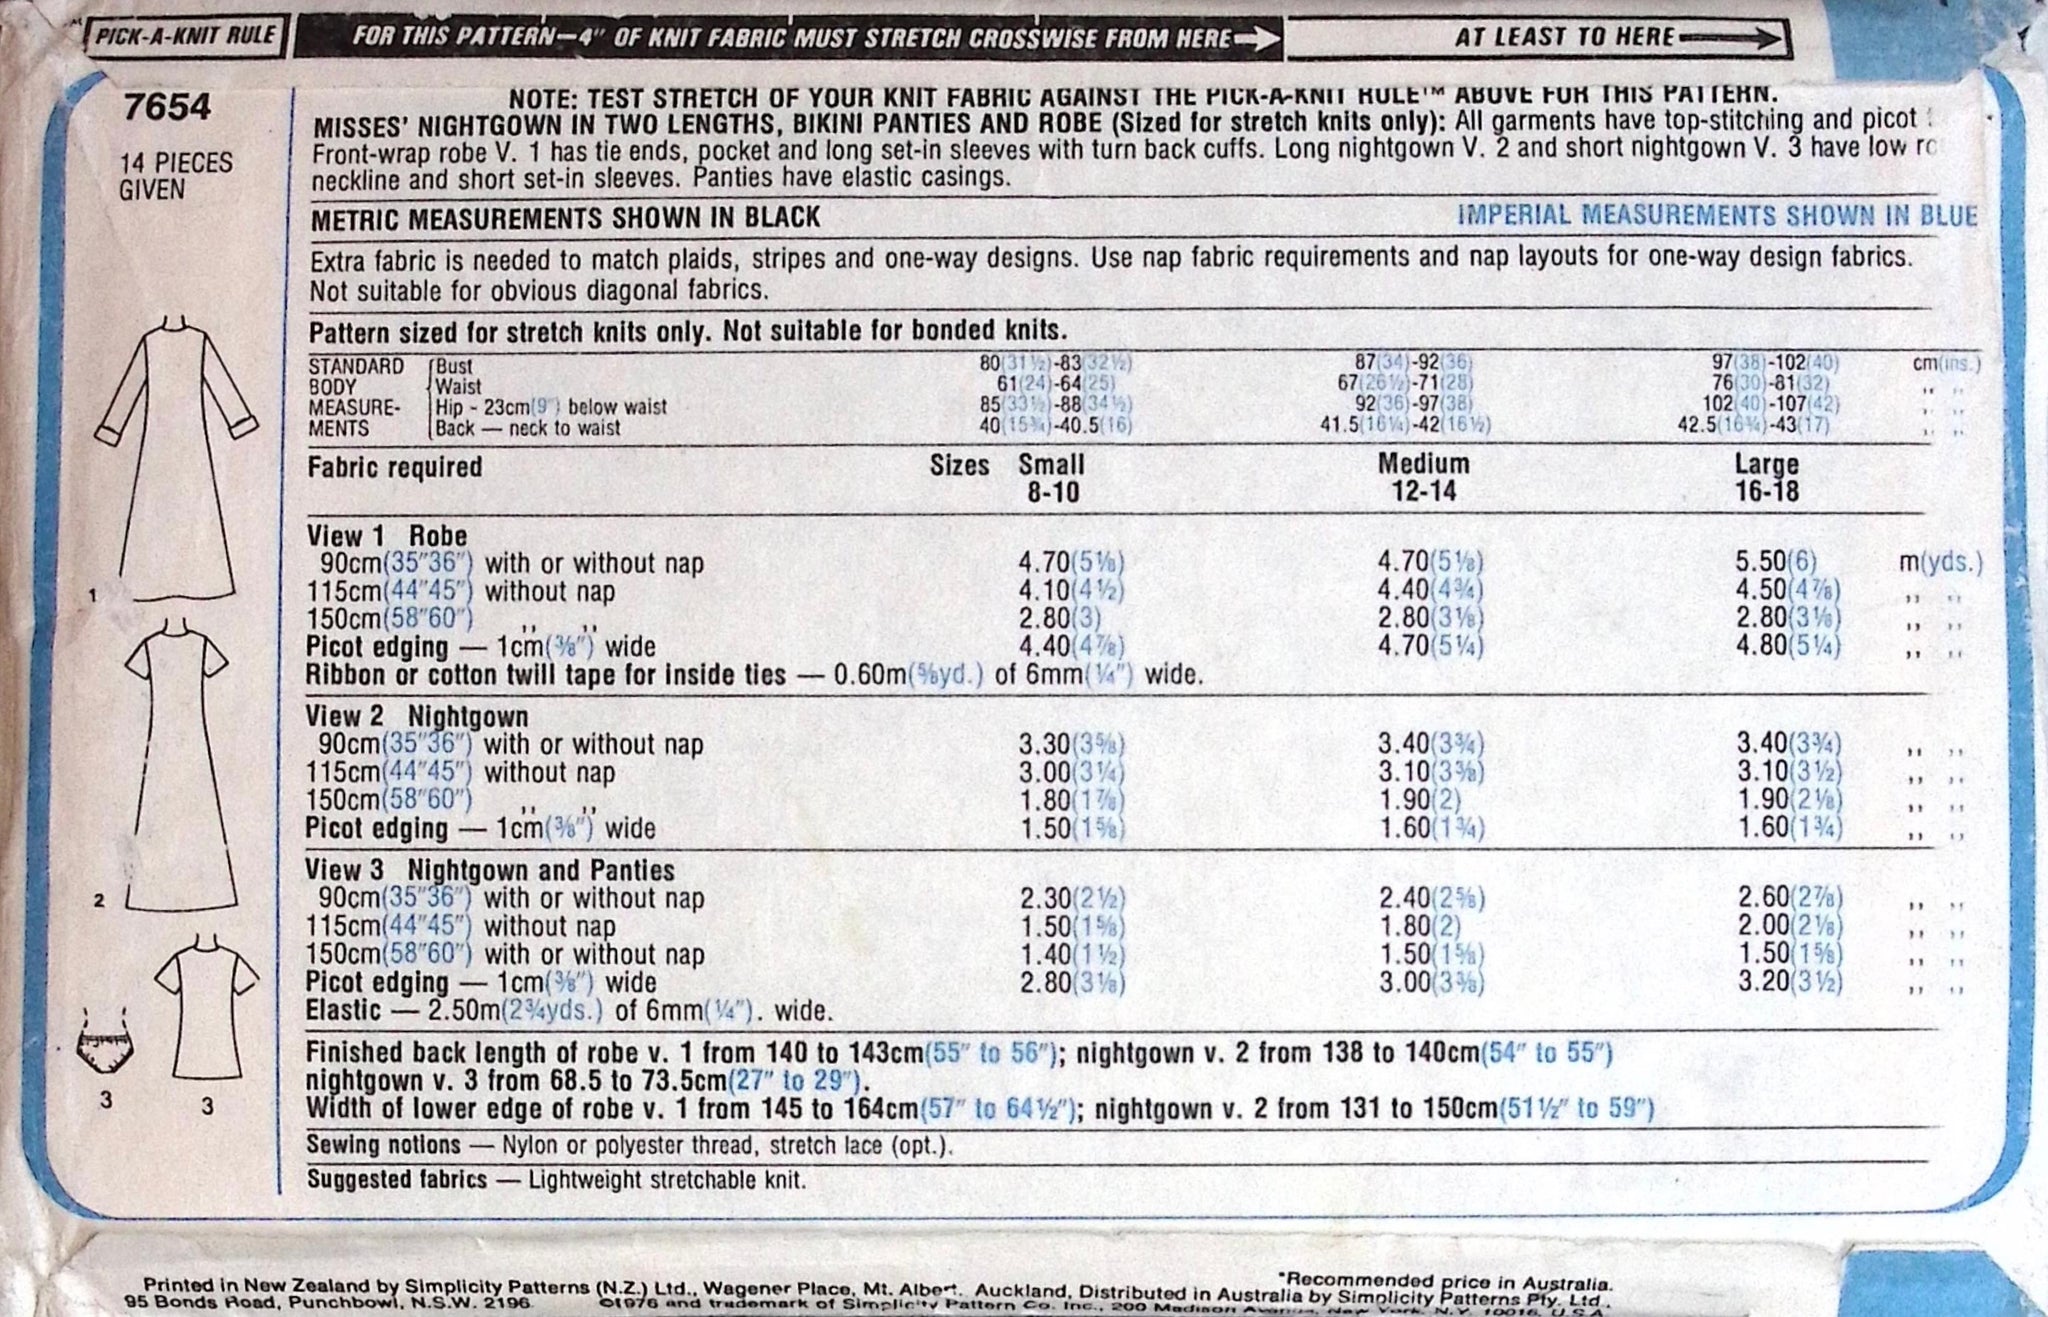 PICK-A-KNIT RULE FOR THIS PATTERN—4" OF KNIT FABRIC MUST STRETCH CROSSWISE FROM HERE AT LEAST TO HERE
7654
14 PIECES
GIVEN
1
2
3
3
NOTE: TEST STRETCH OF YOUR KNIT FABRIC AGAINST THE PICK-A-KNIT RULE™ ABOVE FOR THIS PATTERN.
MISSES' NIGHTGOWN IN TWO LENGTHS, BIKINI PANTIES AND ROBE (Sized for stretch knits only): All garments have top-stitching and picot
Front-wrap robe V. 1 has tie ends, pocket and long set-in sleeves with turn back cuffs. Long nightgown V. 2 and short nightgown V. 3 have low
neckline and short set-in sleeves. Panties have elastic casings.
METRIC MEASUREMENTS SHOWN IN BLACK IMPERIAL MEASUREMENTS SHOWN IN BLUE
Extra fabric is needed to match plaids, stripes and one-way designs. Use nap fabric requirements and nap layouts for one-way design fabrics.
Not suitable for obvious diagonal fabrics.
Pattern sized for stretch knits only. Not suitable for bonded knits.
STANDARD Bust 80(31½)-83(32½) 87(34)-92(36) 97(38)-102(40) cm(ins.)
BODY Waist 61(24)-64(25) 67(26½)-71(28) 76(30)-81(32) ,, ,,
MEASURE- Hip - 23cm(9") below waist 85(33½)-88(34½) 92(36)-97(38) 102(40)-107(42) ,, ,,
MENTS Back — neck to waist 40(15¾)-40.5(16) 41.5(16¼)-42(16½) 42.5(16¾)-43(17) ,, ,,
Fabric required Sizes Small Medium Large
8-10 12-14 16-18
View 1 Robe
90cm(35"36") with or without nap 4.70(5⅛) 4.70(5⅛) 5.50(6) m(yds.)
115cm(44"45") without nap 4.10(4½) 4.40(4¾) 4.50(4⅞) ,, ,,
150cm(58"60") ,, ,, 2.80(3) 2.80(3⅛) 2.80(3⅛) ,, ,,
Picot edging — 1cm(⅜") wide 4.40(4⅞) 4.70(5¼) 4.80(5¼) ,, ,,
Ribbon or cotton twill tape for inside ties — 0.60m(⅝yd.) of 6mm(¼") wide.
View 2 Nightgown
90cm(35"36") with or without nap 3.30(3⅝) 3.40(3¾) 3.40(3¾) ,, ,,
115cm(44"45") without nap 3.00(3¼) 3.10(3⅜) 3.10(3½) ,, ,,
150cm(58"60") ,, ,, 1.80(1⅞) 1.90(2) 1.90(2⅛) ,, ,,
Picot edging — 1cm(⅜") wide 1.50(1⅝) 1.60(1¾) 1.60(1¾) ,, ,,
View 3 Nightgown and Panties
90cm(35"36") with or without nap 2.30(2½) 2.40(2⅝) 2.60(2⅞) ,, ,,
115cm(44"45") without nap 1.50(1⅝) 1.80(2) 2.00(2⅛) ,, ,,
150cm(58"60") with or without nap 1.40(1½) 1.50(1⅝) 1.50(1⅝) ,, ,,
Picot edging — 1cm(⅜") wide 2.80(3⅛) 3.00(3⅜) 3.20(3½) ,, ,,
Elastic — 2.50m(2¾yds.) of 6mm(¼"). wide.
Finished back length of robe v. 1 from 140 to 143cm(55" to 56"); nightgown v. 2 from 138 to 140cm(54" to 55")
nightgown v. 3 from 68.5 to 73.5cm(27" to 29").
Width of lower edge of robe v. 1 from 145 to 164cm(57" to 64½"); nightgown v. 2 from 131 to 150cm(51½" to 59")
Sewing notions — Nylon or polyester thread, stretch lace (opt.).
Suggested fabrics — Lightweight stretchable knit.
*Recommended price in Australia.
Printed in New Zealand by Simplicity Patterns (N.Z.) Ltd., Wagener Place, Mt. Albert, Auckland, Distributed in Australia by Simplicity Patterns Pty. Ltd.,
95 Bonds Road, Punchbowl, N.S.W. 2196 ©1976 and trademark of Simplicity Pattern Co. Inc., 200 Madison Avenue, New York, N.Y. 10016, U.S.A.